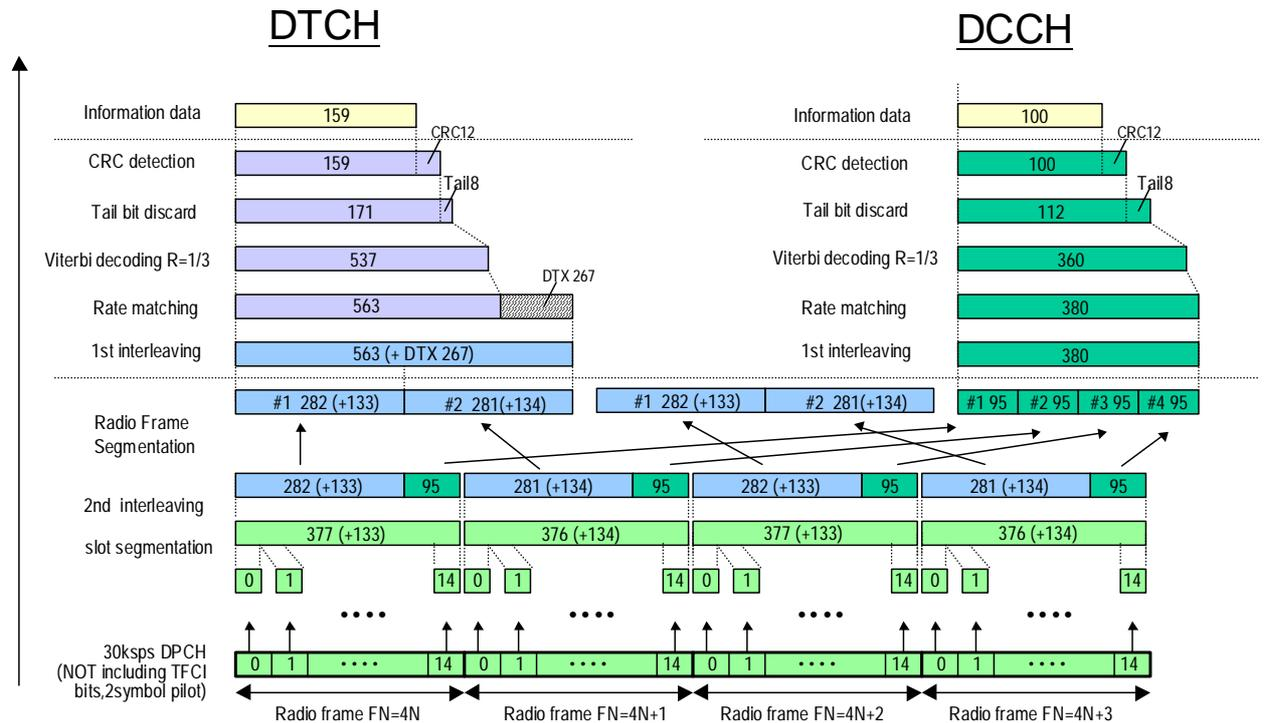 DTCH
DCCH
Information data
159
Information data
100
CRC12
CRC12
CRC detection
159
CRC detection
100
Tail8
Tail8
Tail bit discard
171
Tail bit discard
112
Viterbi decoding R=1/3
537
Viterbi decoding R=1/3
360
DTX 267
Rate matching
563
Rate matching
380
1st interleaving
563 (+ DTX 267)
1st interleaving
380
#1 282 (+133)
#2 281(+134)
#1 282 (+133)
#2 281(+134)
#1 95
#2 95
#3 95
#4 95
Radio Frame
Segmentation
282 (+133)
95
281 (+134)
95
282 (+133)
95
281 (+134)
95
2nd interleaving
377 (+133)
376 (+134)
377 (+133)
376 (+134)
slot segmentation
0
1
14
0
1
14
0
1
14
0
1
14
30ksps DPCH
(NOT including TFCI
bits,2symbol pilot)
0
1
14
0
1
14
0
1
14
0
1
14
Radio frame FN=4N
Radio frame FN=4N+1
Radio frame FN=4N+2
Radio frame FN=4N+3